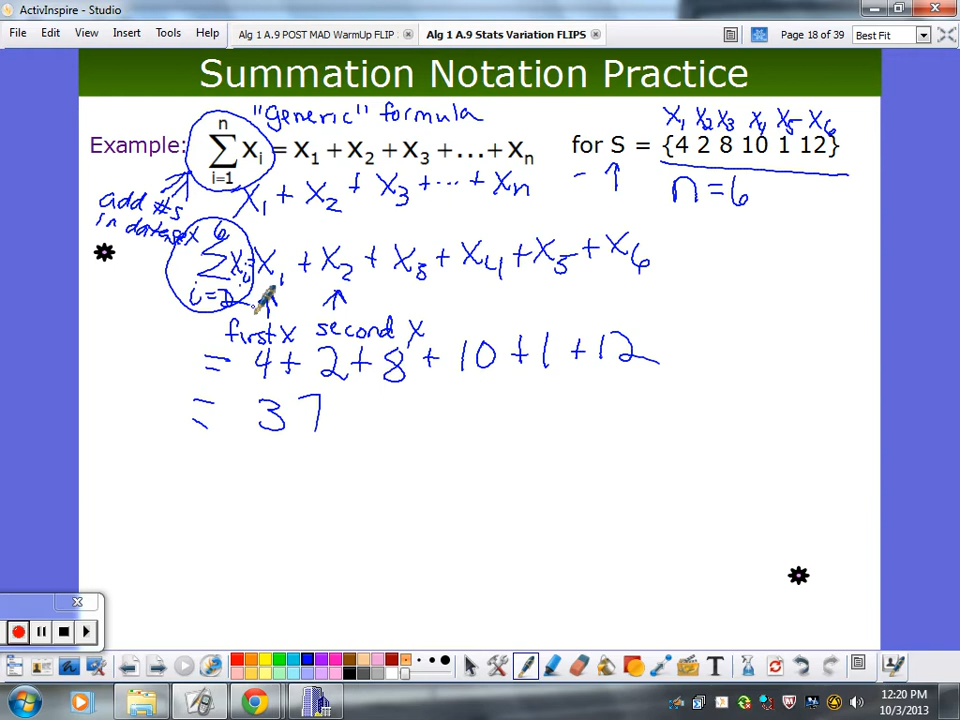 ActivInspire - Studio
File Edit View Insert Tools Help
Alg 1 A.9 POST MAD WarmUp FLIP
Alg 1 A.9 Stats Variation FLIPS
Page 18 of 39
Best Fit
Summation Notation Practice
"generic" formula
x₁ x₂ x₃ x₄ x₅ x₆
Example: n ∑ i=1 xᵢ = x₁ + x₂ + x₃ + ... + xₙ for S = {4 2 8 10 1 12}
x₁ + x₂ + x₃ + ... + xₙ
n = 6
add #s
in dataset
6 ∑ i=1 xᵢ = x₁ + x₂ + x₃ + x₄ + x₅ + x₆
first x second x
= 4 + 2 + 8 + 10 + 1 + 12
= 37
T
12:20 PM
10/3/2013